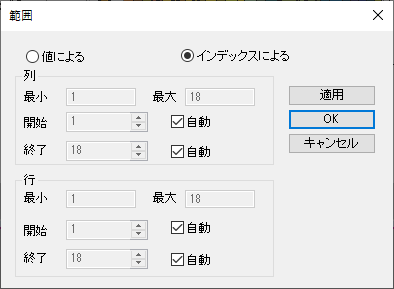 範囲
値による インデックスによる
列
最小 1 最大 18
開始 1 自動
終了 18 自動
行
最小 1 最大 18
開始 1 自動
終了 18 自動
適用
OK
キャンセル